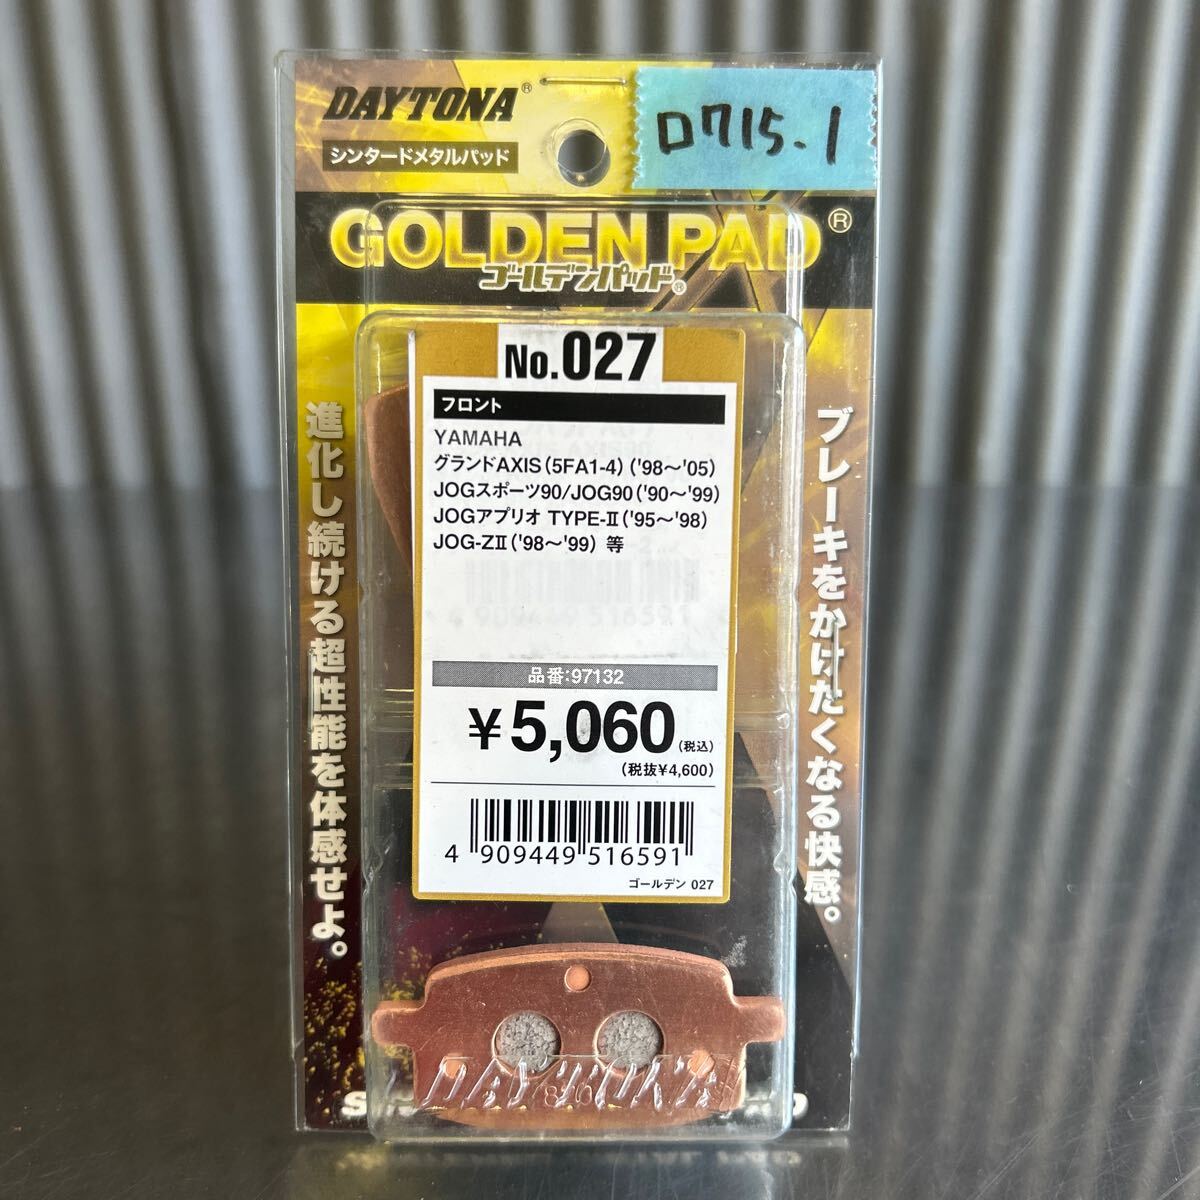 DAYTONA®
シンタードメタルパッド
ロ715.1
GOLDEN PAD®
ゴールデンパッド®
No.027
フロント
YAMAHA
グランドAXIS(5FA1-4)('98〜'05)
JOGスポーツ90/JOG90('90〜'99)
JOGアプリオ TYPE-Ⅱ('95〜'98)
JOG-ZⅡ('98〜'99) 等
品番:97132
¥5,060(税込)
(税抜¥4,600)
4 909449 516591
ゴールデン 027
進化し続ける超性能を体感せよ。
ブレーキをかけたくなる快感。
DAYTONA